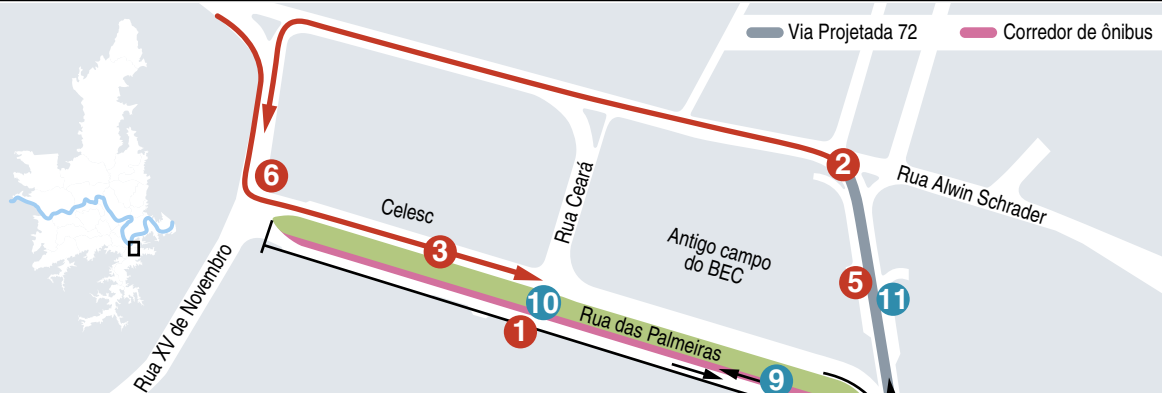 Via Projetada 72
Corredor de ônibus
2
6
Rua Alwin Schrader
Rua Ceará
Celesc
3
Antigo campo
do BEC
5
11
10
1
Rua das Palmeiras
Rua XV de Novembro
9